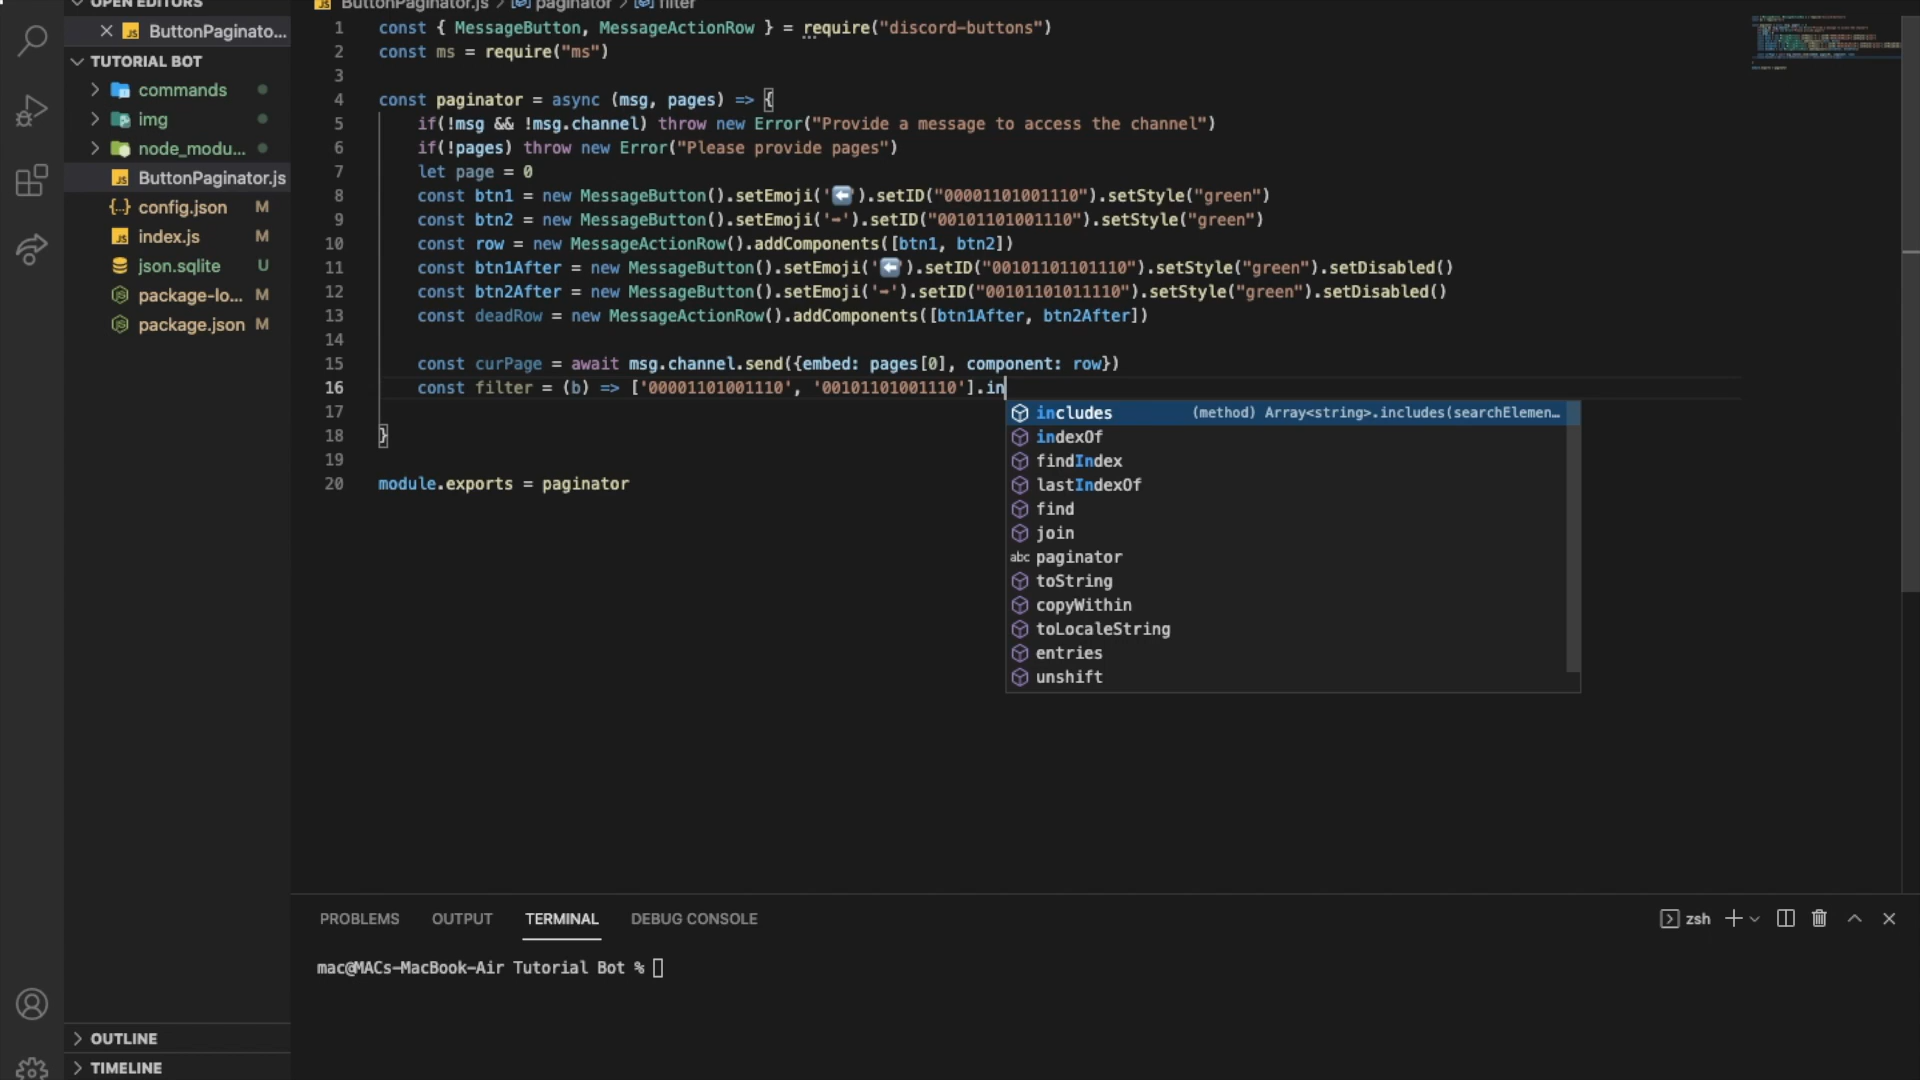 OPEN EDITORS
ButtonPaginato...
TUTORIAL BOT
commands
img
node_modu...
ButtonPaginator.js
config.json M
index.js M
json.sqlite U
package-lo... M
package.json M
OUTLINE
TIMELINE
ButtonPaginator.js > paginator > filter
1 const { MessageButton, MessageActionRow } = require("discord-buttons")
2 const ms = require("ms")
3
4 const paginator = async (msg, pages) => {
5 if(!msg && !msg.channel) throw new Error("Provide a message to access the channel")
6 if(!pages) throw new Error("Please provide pages")
7 let page = 0
8 const btn1 = new MessageButton().setEmoji('⬅️').setID("00001101001110").setStyle("green")
9 const btn2 = new MessageButton().setEmoji('➡').setID("00101101001110").setStyle("green")
10 const row = new MessageActionRow().addComponents([btn1, btn2])
11 const btn1After = new MessageButton().setEmoji('⬅️').setID("00101101101110").setStyle("green").setDisabled()
12 const btn2After = new MessageButton().setEmoji('➡').setID("00101101011110").setStyle("green").setDisabled()
13 const deadRow = new MessageActionRow().addComponents([btn1After, btn2After])
14
15 const curPage = await msg.channel.send({embed: pages[0], component: row})
16 const filter = (b) => ['00001101001110', '00101101001110'].in
17
18 }
19
20 module.exports = paginator
includes (method) Array<string>.includes(searchElemen...
indexOf
findIndex
lastIndexOf
find
join
abc paginator
toString
copyWithin
toLocaleString
entries
unshift
PROBLEMS OUTPUT TERMINAL DEBUG CONSOLE zsh
mac@MACs-MacBook-Air Tutorial Bot %